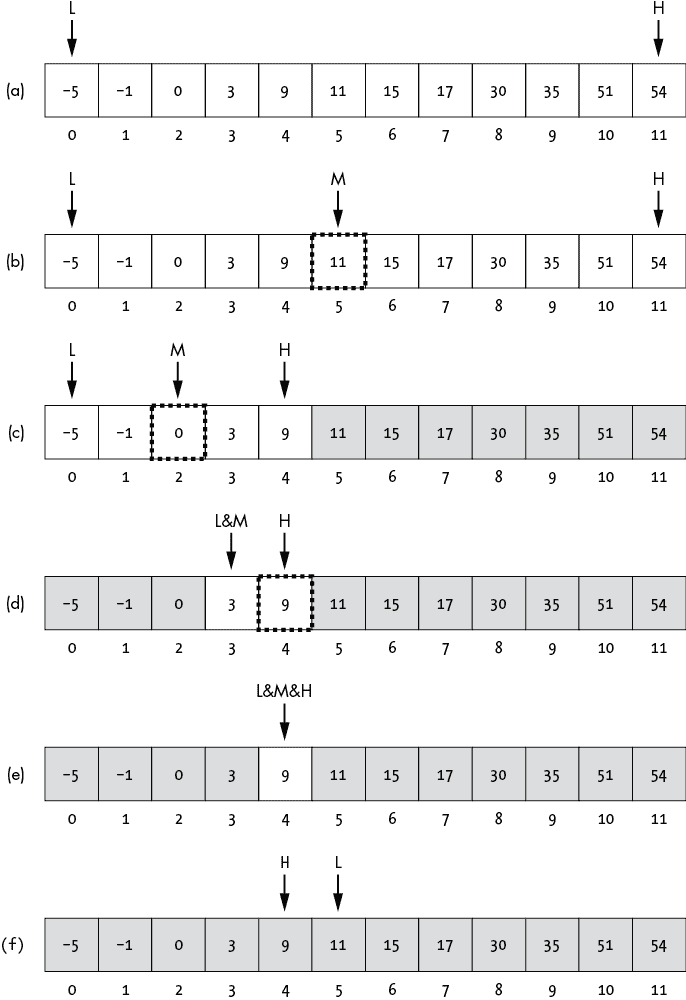 L H
(a) −5 −1 0 3 9 11 15 17 30 35 51 54
0 1 2 3 4 5 6 7 8 9 10 11
L M H
(b) −5 −1 0 3 9 11 15 17 30 35 51 54
0 1 2 3 4 5 6 7 8 9 10 11
L M H
(c) −5 −1 0 3 9 11 15 17 30 35 51 54
0 1 2 3 4 5 6 7 8 9 10 11
L&M H
(d) −5 −1 0 3 9 11 15 17 30 35 51 54
0 1 2 3 4 5 6 7 8 9 10 11
L&M&H
(e) −5 −1 0 3 9 11 15 17 30 35 51 54
0 1 2 3 4 5 6 7 8 9 10 11
H L
(f) −5 −1 0 3 9 11 15 17 30 35 51 54
0 1 2 3 4 5 6 7 8 9 10 11